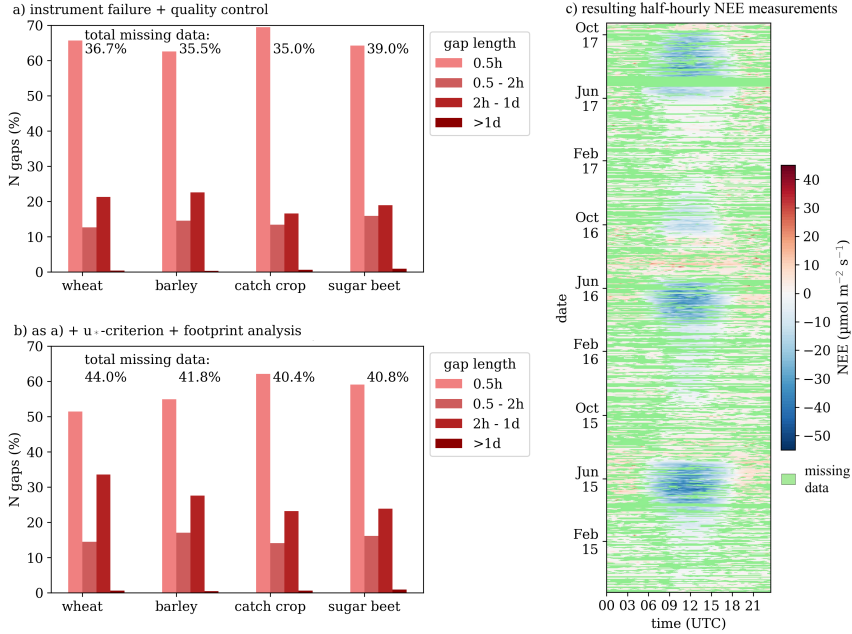 a) instrument failure + quality control
total missing data:
36.7% 35.5% 35.0% 39.0%
70
60
50
40
30
20
10
0
N gaps (%)
wheat barley catch crop sugar beet
gap length
0.5h
0.5 - 2h
2h - 1d
>1d
b) as a) + u*-criterion + footprint analysis
total missing data:
44.0% 41.8% 40.4% 40.8%
70
60
50
40
30
20
10
0
N gaps (%)
wheat barley catch crop sugar beet
gap length
0.5h
0.5 - 2h
2h - 1d
>1d
c) resulting half-hourly NEE measurements
Oct
17
Jun
17
Feb
17
Oct
16
Jun
16
Feb
16
Oct
15
Jun
15
Feb
15
date
00 03 06 09 12 15 18 21
time (UTC)
40
30
20
10
0
−10
−20
−30
−40
−50
NEE (μmol m⁻² s⁻¹)
missing
data